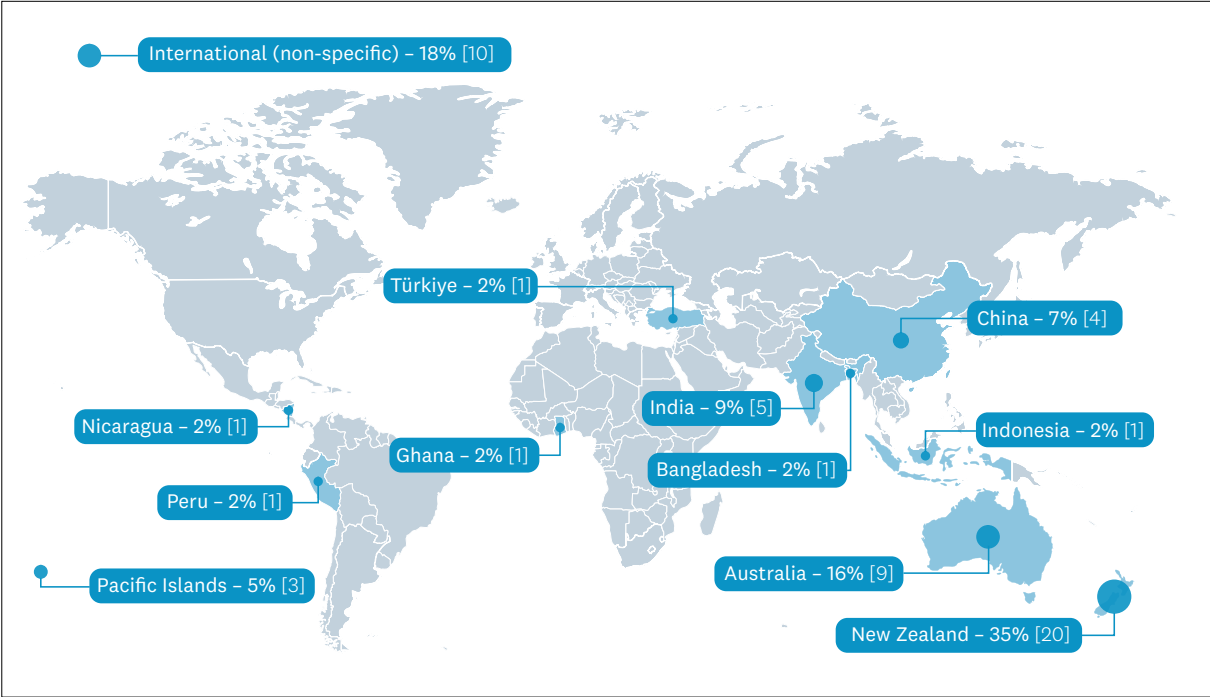 International (non-specific) – 18% [10]
Türkiye – 2% [1]
China – 7% [4]
India – 9% [5]
Nicaragua – 2% [1]
Indonesia – 2% [1]
Ghana – 2% [1]
Bangladesh – 2% [1]
Peru – 2% [1]
Australia – 16% [9]
Pacific Islands – 5% [3]
New Zealand – 35% [20]